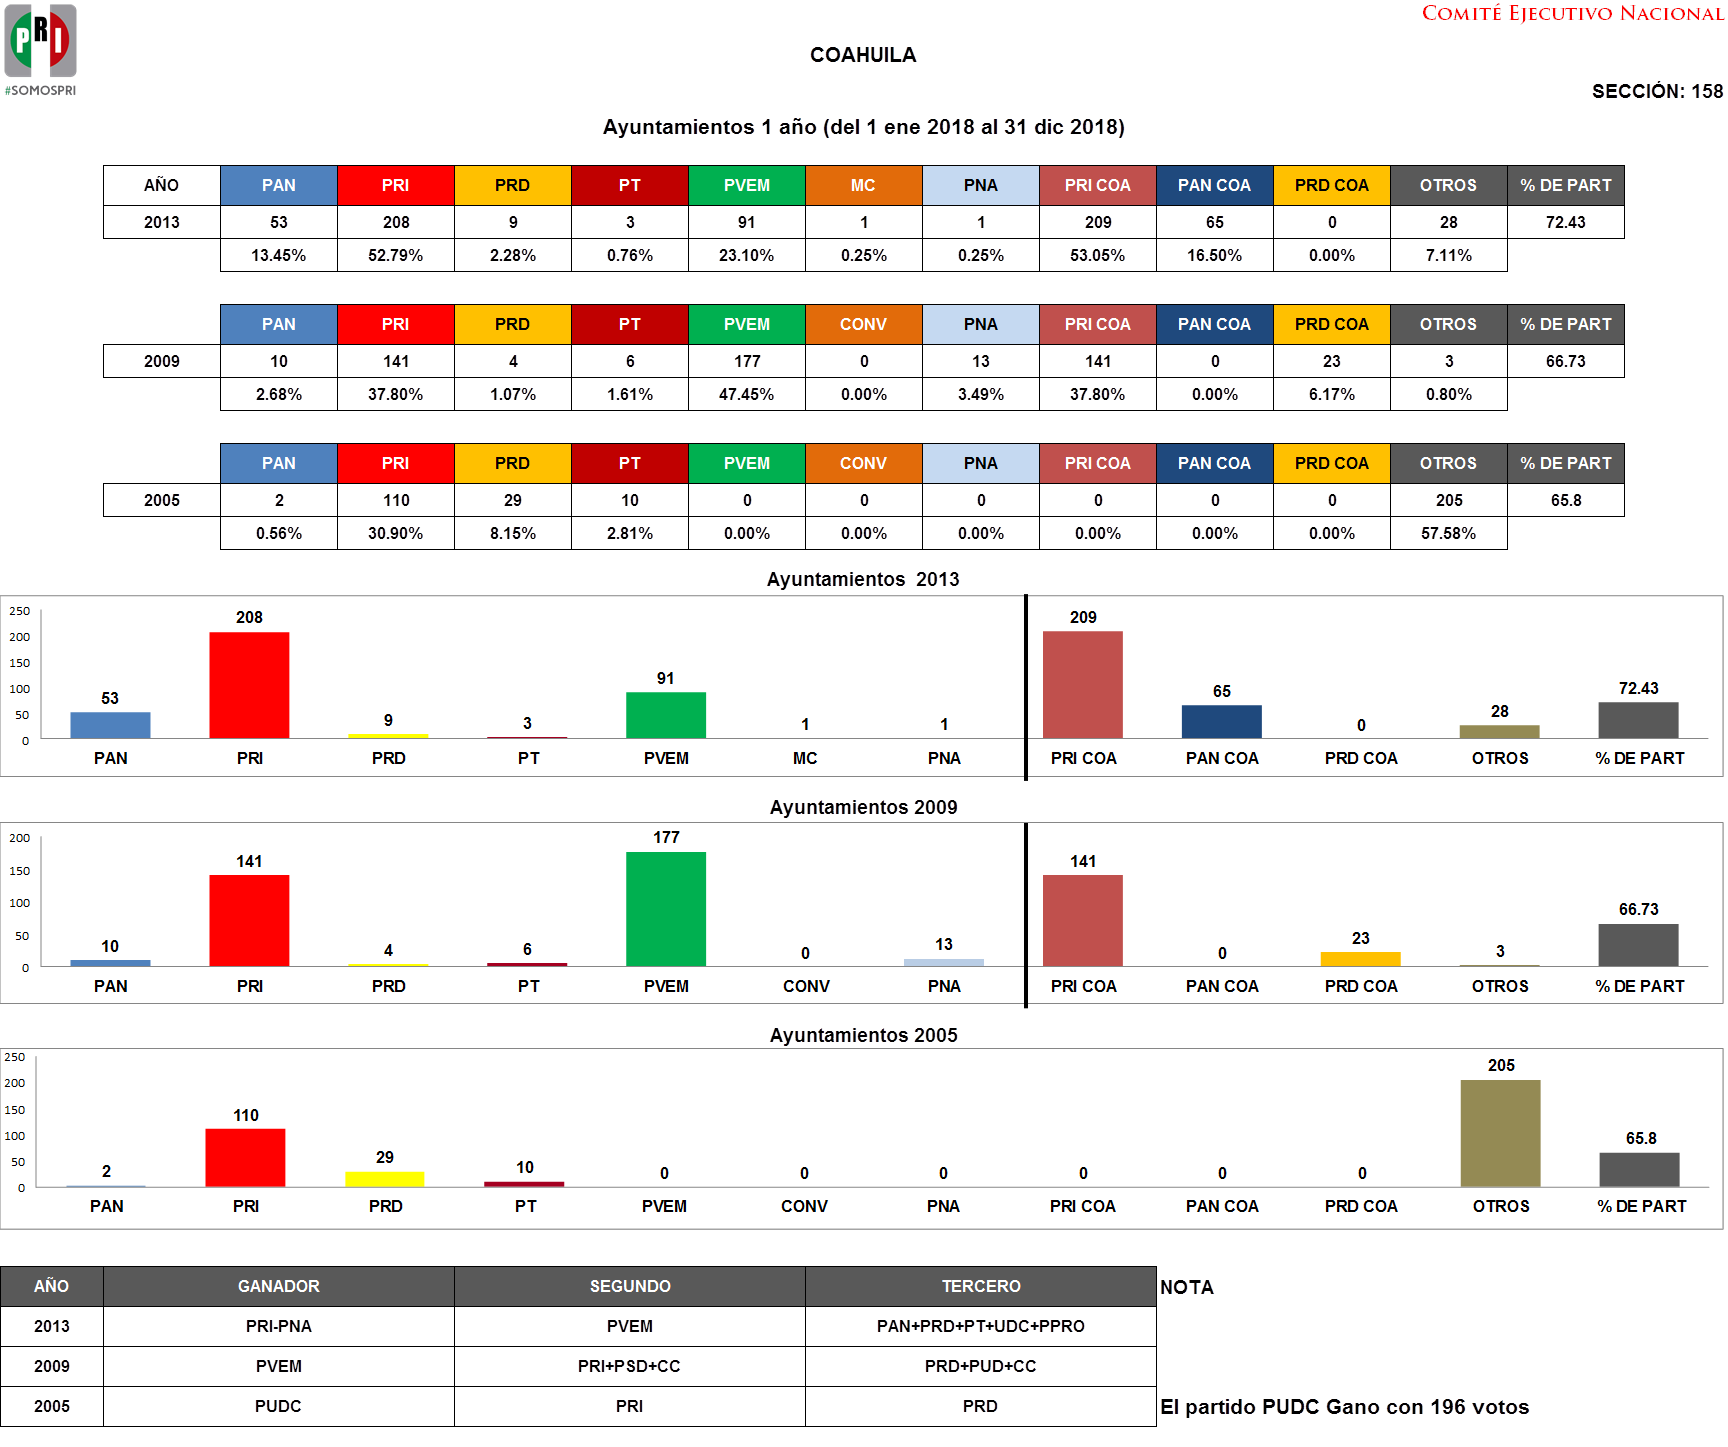 COMITÉ EJECUTIVO NACIONAL
PRI
#SOMOSPRI
COAHUILA
SECCIÓN: 158
Ayuntamientos 1 año (del 1 ene 2018 al 31 dic 2018)
AÑO PAN PRI PRD PT PVEM MC PNA PRI COA PAN COA PRD COA OTROS % DE PART
2013 53 208 9 3 91 1 1 209 65 0 28 72.43
13.45% 52.79% 2.28% 0.76% 23.10% 0.25% 0.25% 53.05% 16.50% 0.00% 7.11%
PAN PRI PRD PT PVEM CONV PNA PRI COA PAN COA PRD COA OTROS % DE PART
2009 10 141 4 6 177 0 13 141 0 23 3 66.73
2.68% 37.80% 1.07% 1.61% 47.45% 0.00% 3.49% 37.80% 0.00% 6.17% 0.80%
PAN PRI PRD PT PVEM CONV PNA PRI COA PAN COA PRD COA OTROS % DE PART
2005 2 110 29 10 0 0 0 0 0 0 205 65.8
0.56% 30.90% 8.15% 2.81% 0.00% 0.00% 0.00% 0.00% 0.00% 0.00% 57.58%
Ayuntamientos 2013
250
200
150
100
50
0
53 208 9 3 91 1 1 209 65 0 28 72.43
PAN PRI PRD PT PVEM MC PNA PRI COA PAN COA PRD COA OTROS % DE PART
Ayuntamientos 2009
200
150
100
50
0
10 141 4 6 177 0 13 141 0 23 3 66.73
PAN PRI PRD PT PVEM CONV PNA PRI COA PAN COA PRD COA OTROS % DE PART
Ayuntamientos 2005
250
200
150
100
50
0
2 110 29 10 0 0 0 0 0 0 205 65.8
PAN PRI PRD PT PVEM CONV PNA PRI COA PAN COA PRD COA OTROS % DE PART
AÑO GANADOR SEGUNDO TERCERO NOTA
2013 PRI-PNA PVEM PAN+PRD+PT+UDC+PPRO
2009 PVEM PRI+PSD+CC PRD+PUD+CC
2005 PUDC PRI PRD El partido PUDC Gano con 196 votos